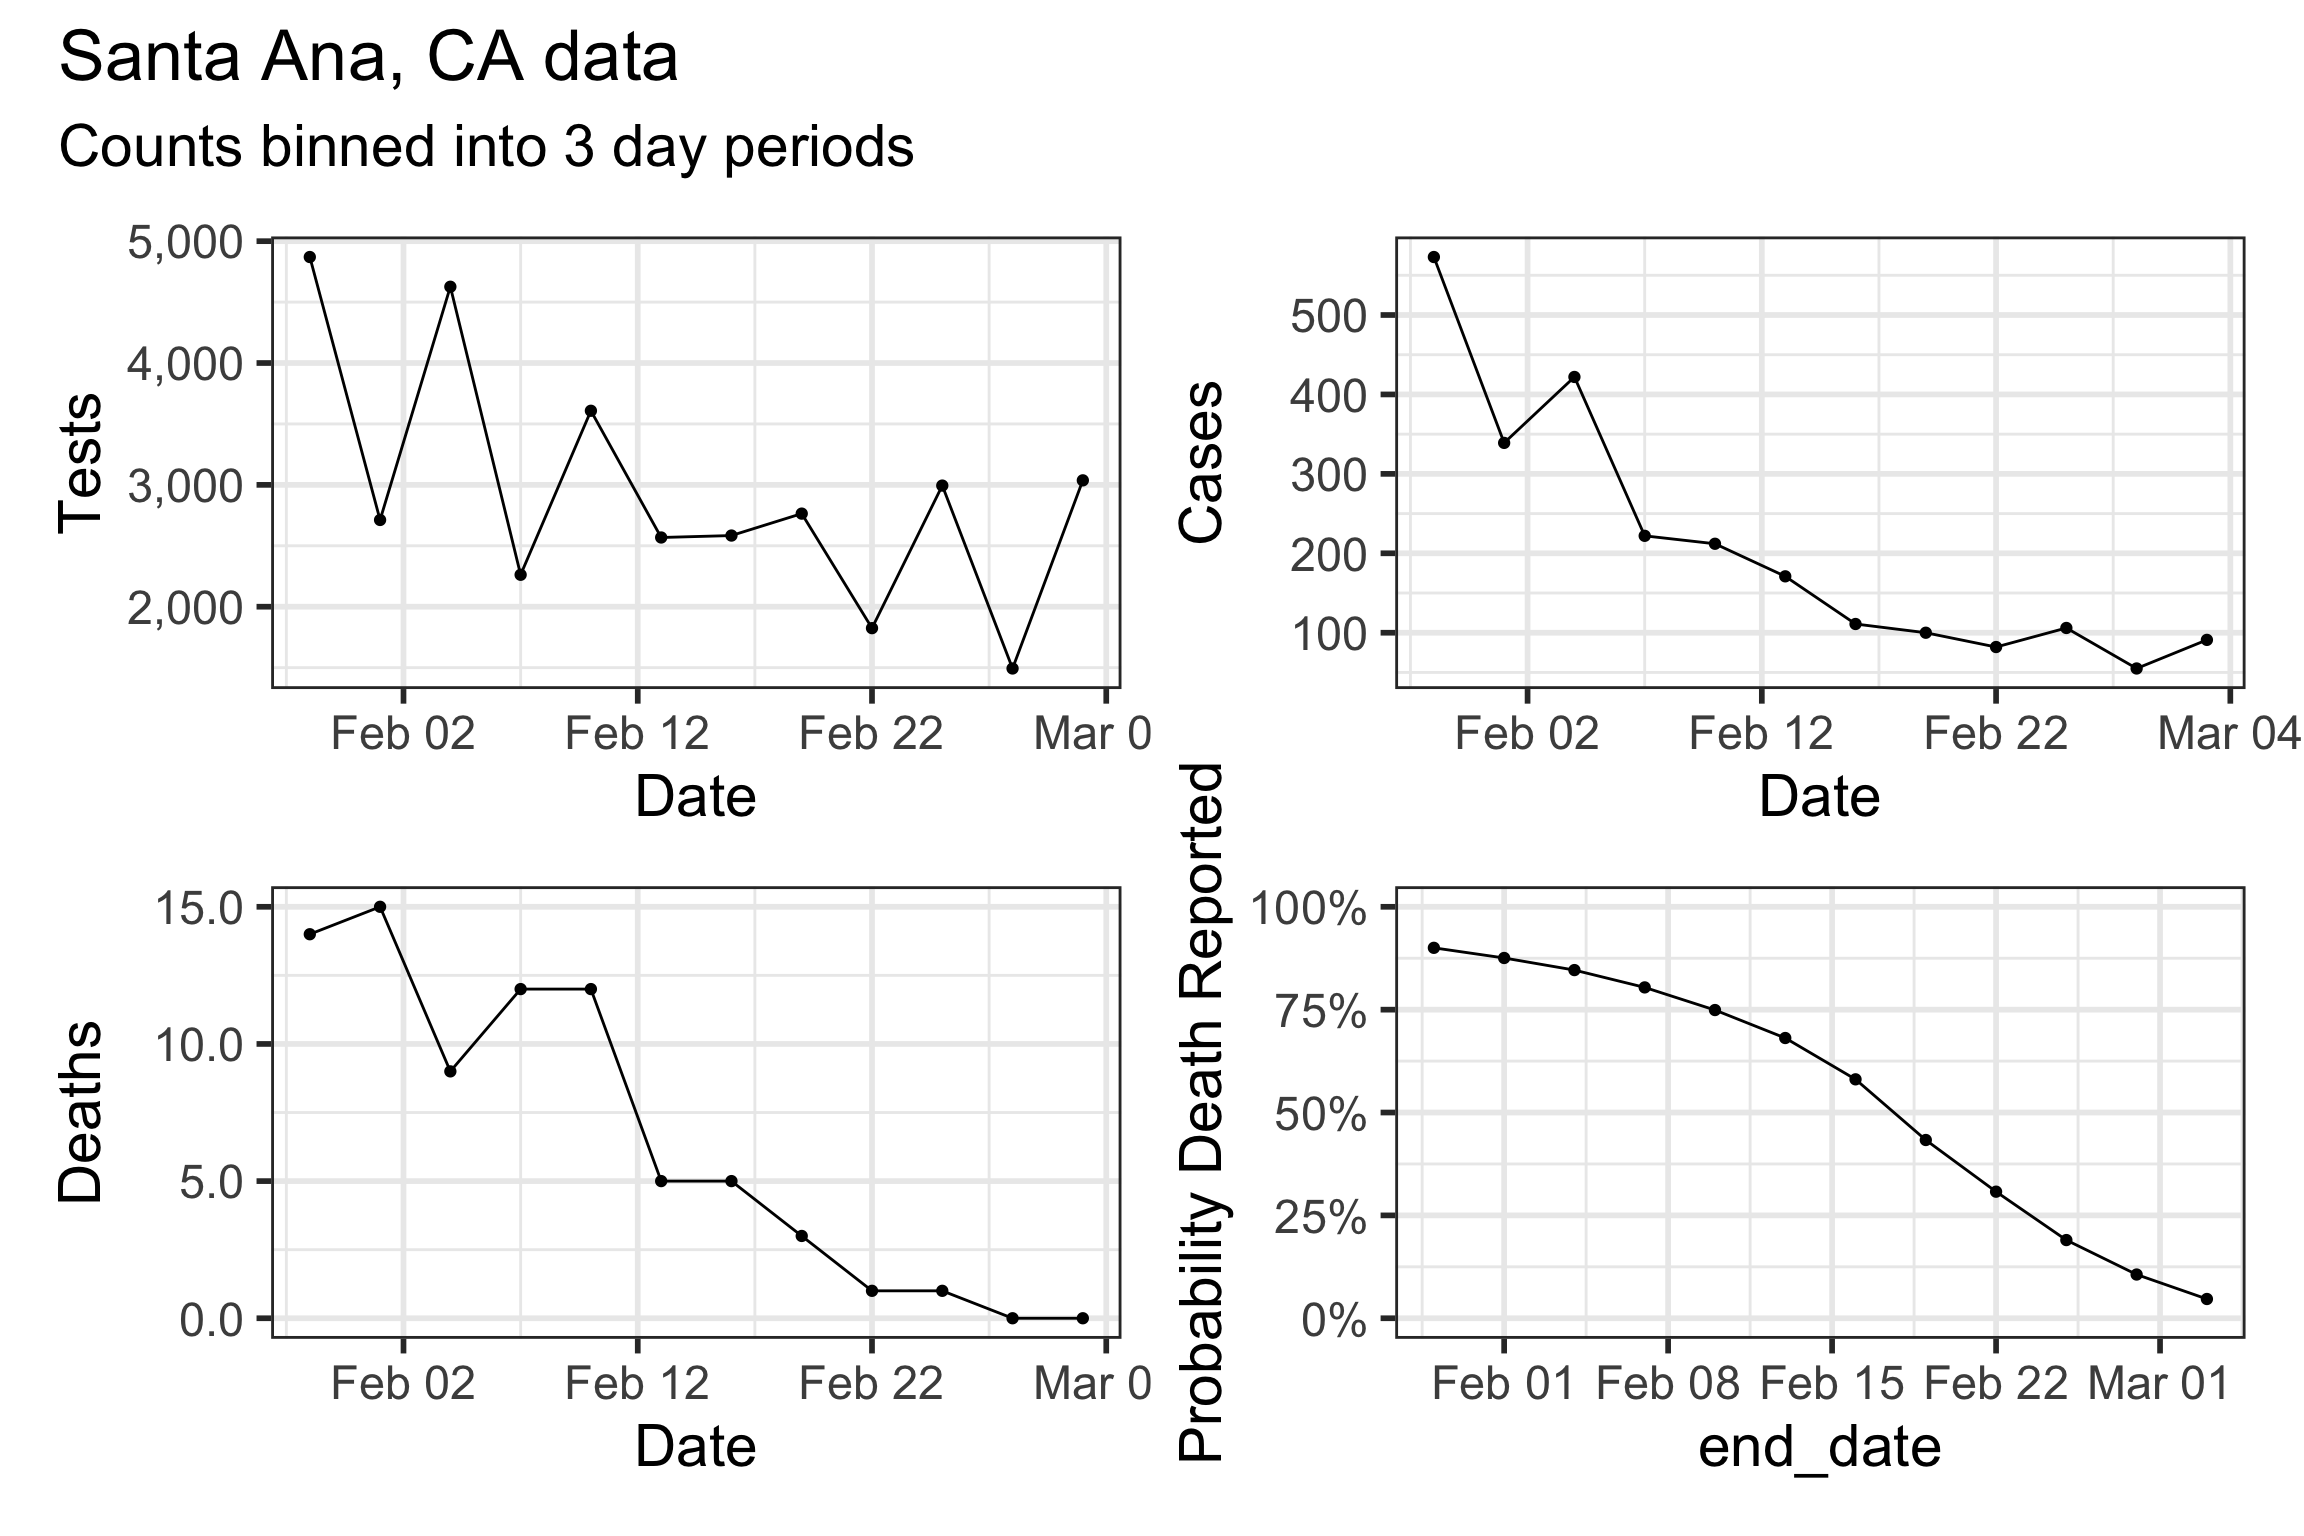 Santa Ana, CA data
Counts binned into 3 day periods
Tests
5,000
4,000
3,000
2,000
Feb 02 Feb 12 Feb 22 Mar 0
Date
Cases
500
400
300
200
100
Feb 02 Feb 12 Feb 22 Mar 04
Date
Deaths
15.0
10.0
5.0
0.0
Feb 02 Feb 12 Feb 22 Mar 0
Date
Probability Death Reported
100%
75%
50%
25%
0%
Feb 01 Feb 08 Feb 15 Feb 22 Mar 01
end_date